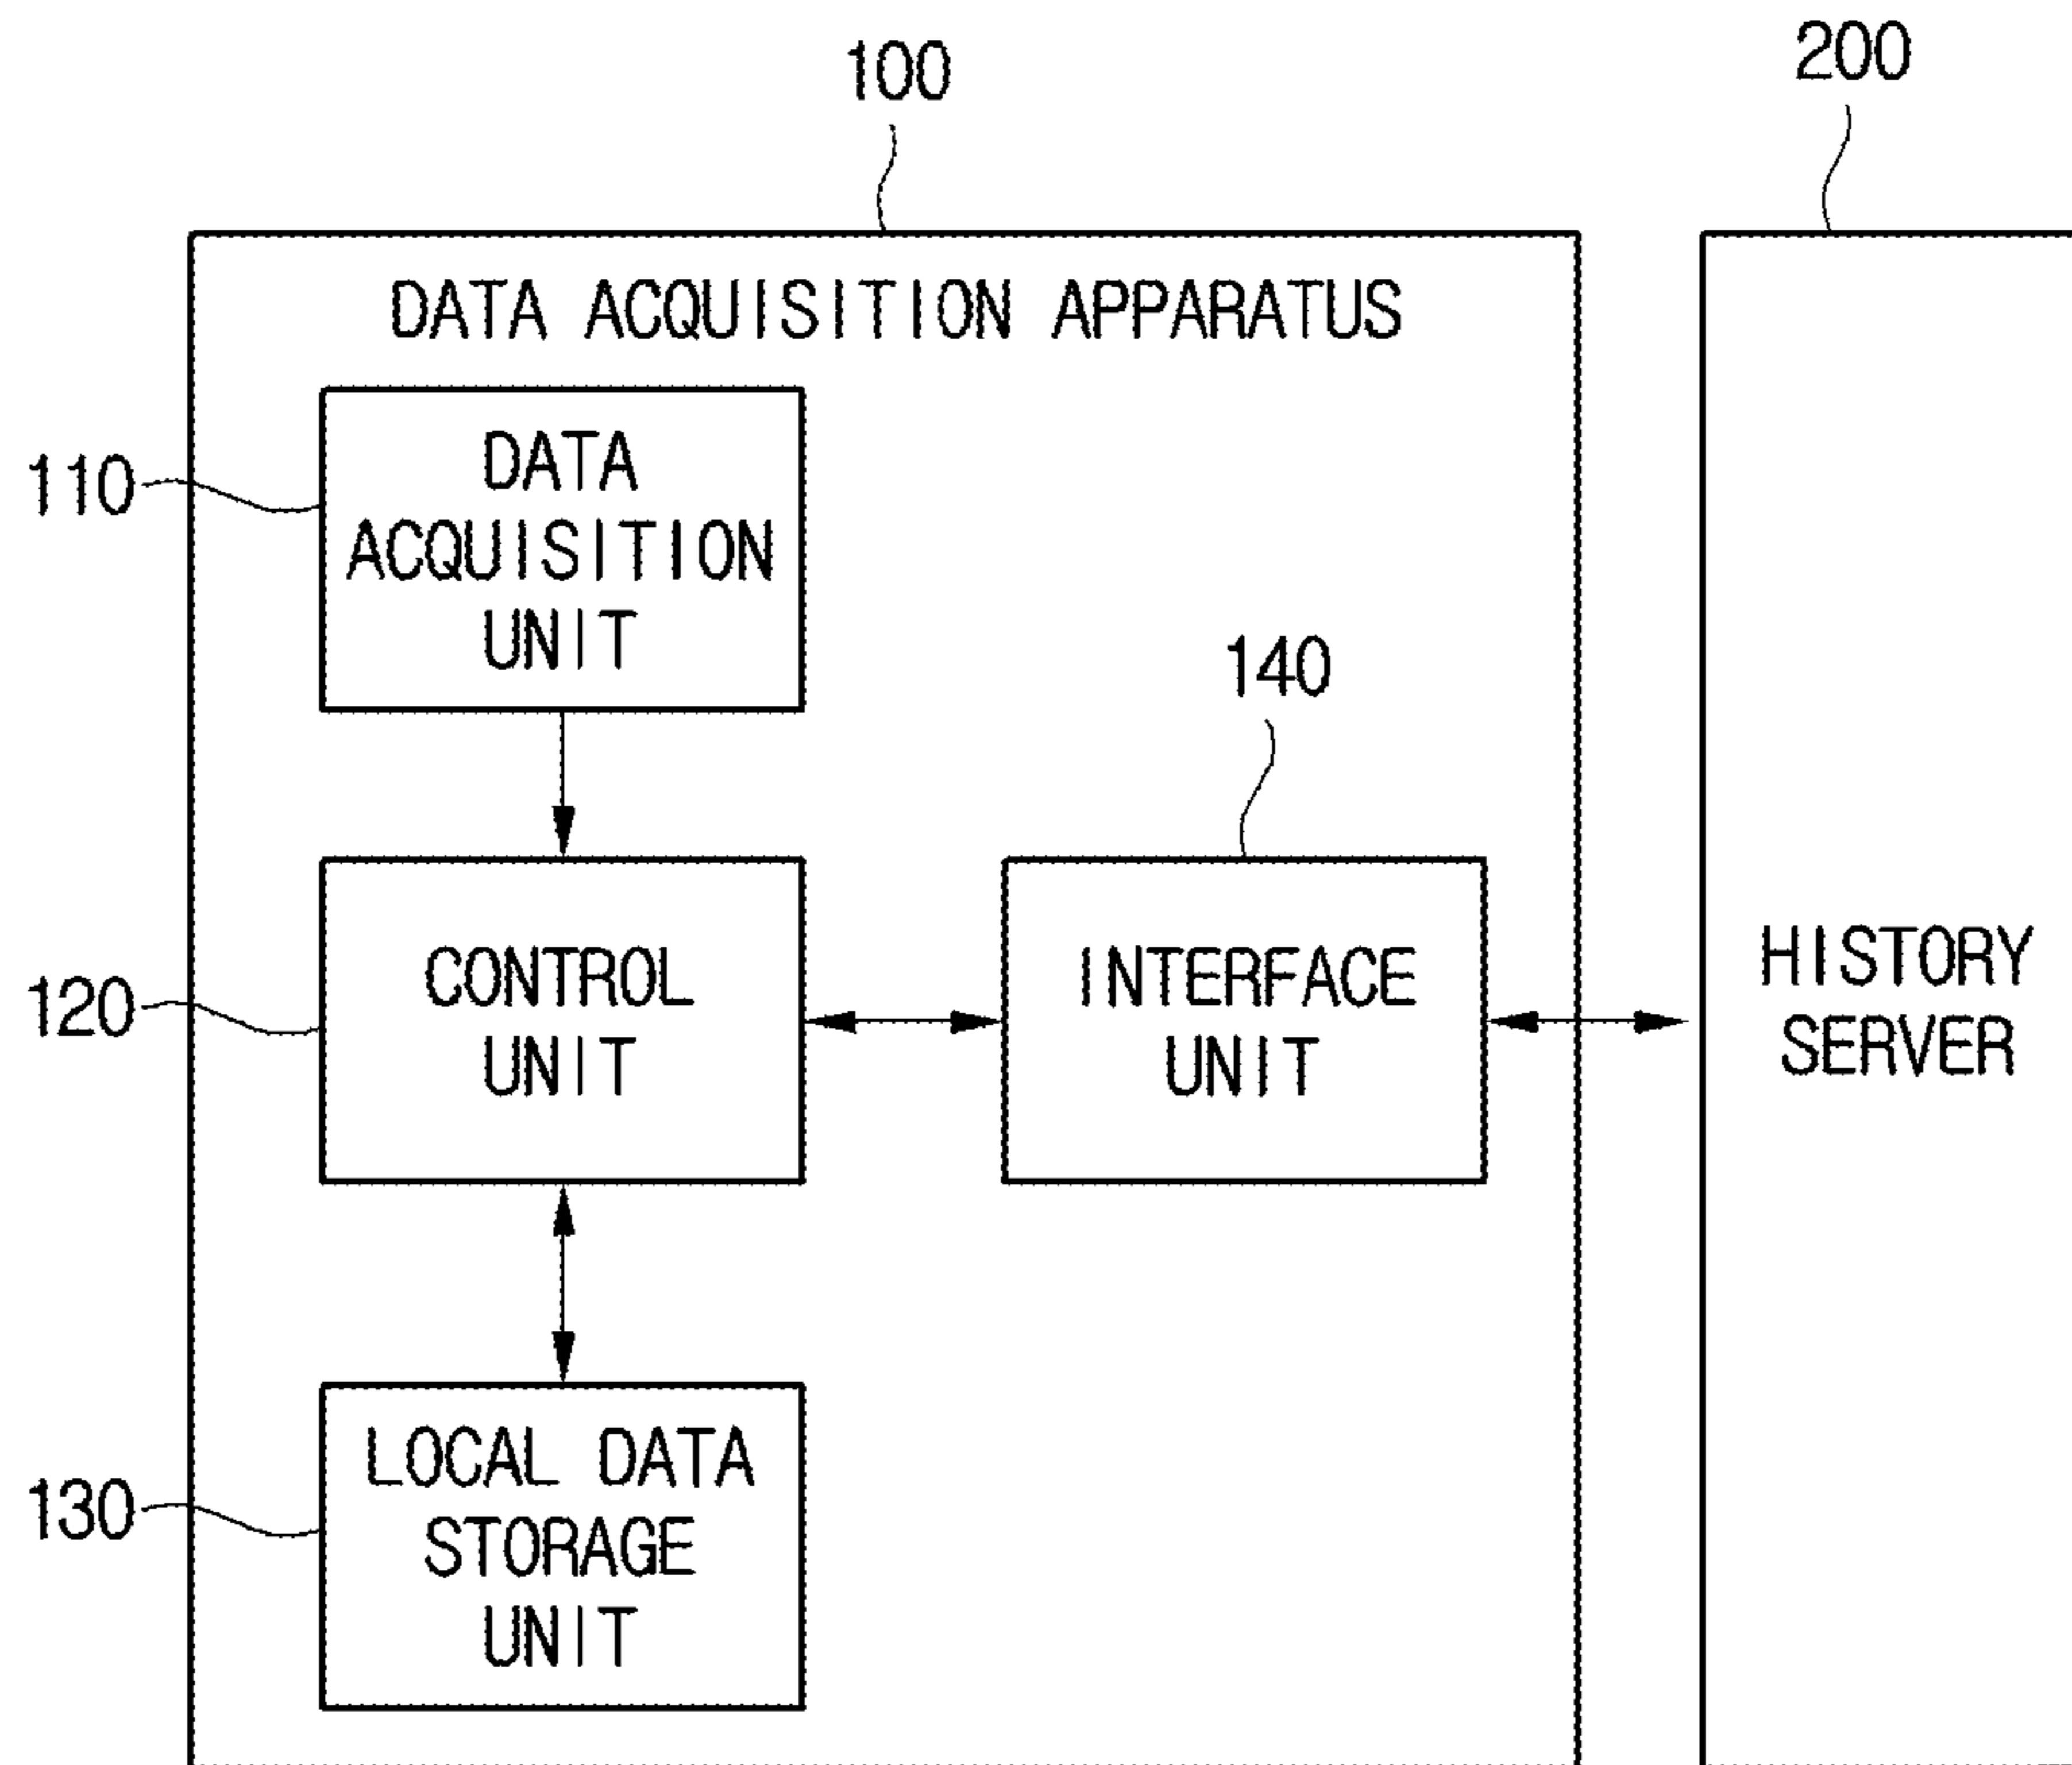 100
200
DATA ACQUISITION APPARATUS
110
DATA
ACQUISITION
UNIT
140
120
CONTROL
UNIT
INTERFACE
UNIT
HISTORY
SERVER
130
LOCAL DATA
STORAGE
UNIT